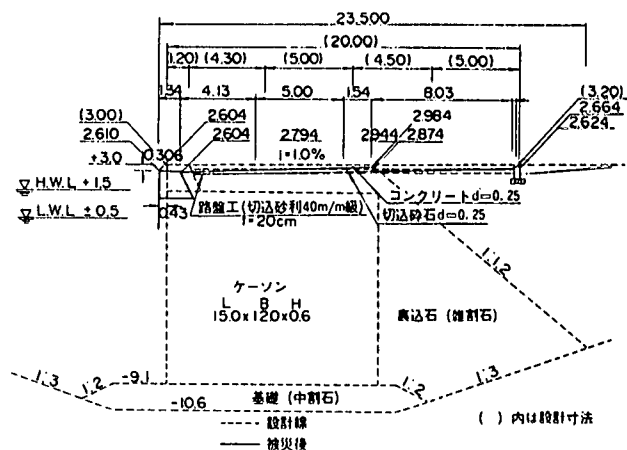 23.500
(20.00)
1.20) (4.30) (5.00) (4.50) (5.00)
1.34 4.13 5.00 1.54 8.03
(3.00) 2.604 2.984 (3.20)
2.610 2.604 2.794 2.944 2.874 2.664
2.624
+3.0 0.306 i=1.0%
H.W.L + 1.5
L.W.L ± 0.5
0.43 路盤工(切込砂利40m/m級)
t=20cm
コンクリートd=0.25
切込砕石d=0.25
1:1.2
ケーソン
L B H
15.0x12.0x0.6
裏込石 (雑割石)
1:3 1:2 -9.1 1:2 1:3
-10.6 基礎 (中割石)
設計線
被災後
( ) 内は設計寸法